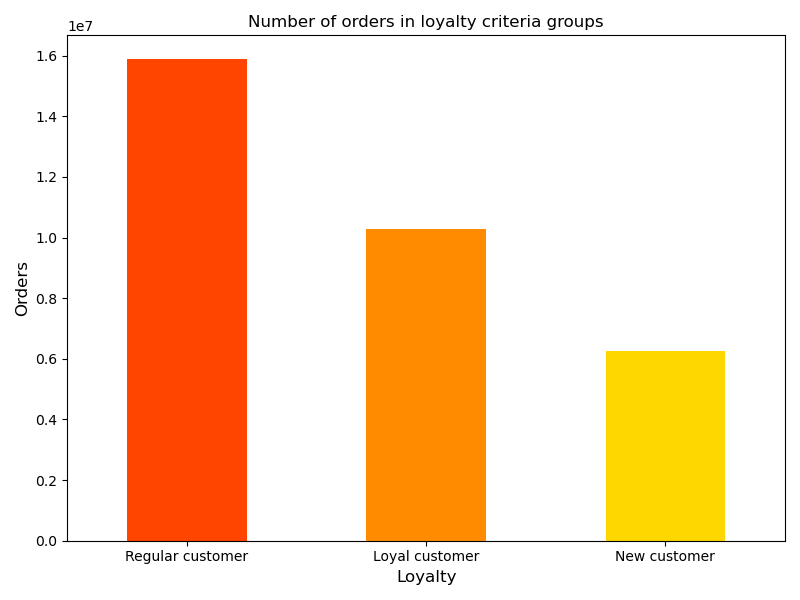 Number of orders in loyalty criteria groups
1e7
1.6
1.4
1.2
1.0
0.8
0.6
0.4
0.2
0.0
Orders
Regular customer
Loyal customer
New customer
Loyalty